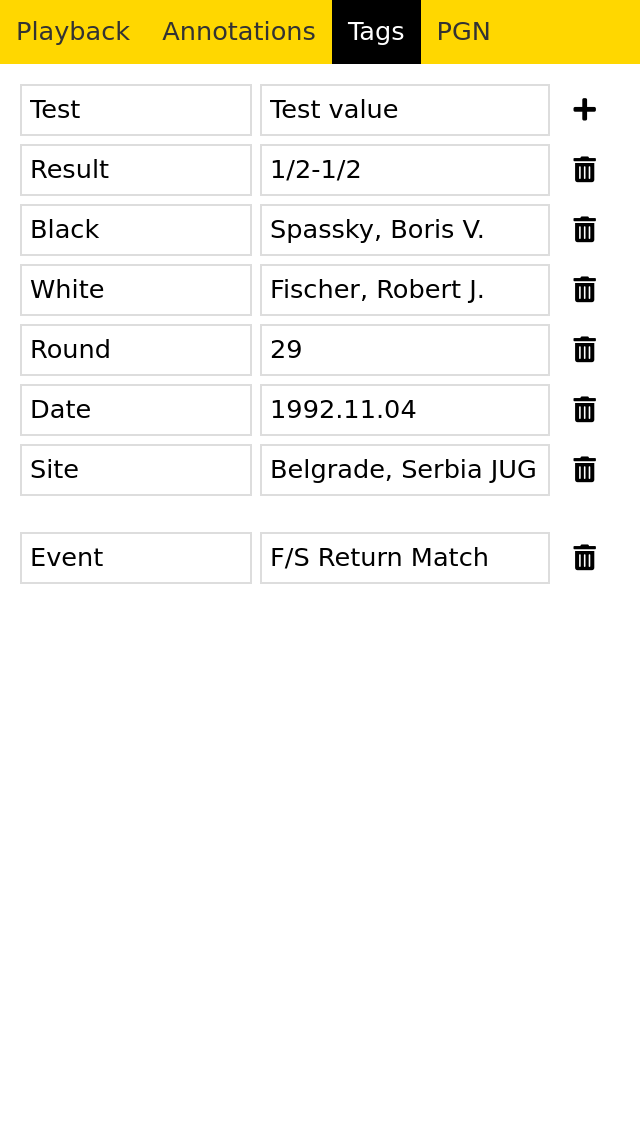 Playback Annotations Tags PGN
Test Test value
Result 1/2-1/2
Black Spassky, Boris V.
White Fischer, Robert J.
Round 29
Date 1992.11.04
Site Belgrade, Serbia JUG
Event F/S Return Match